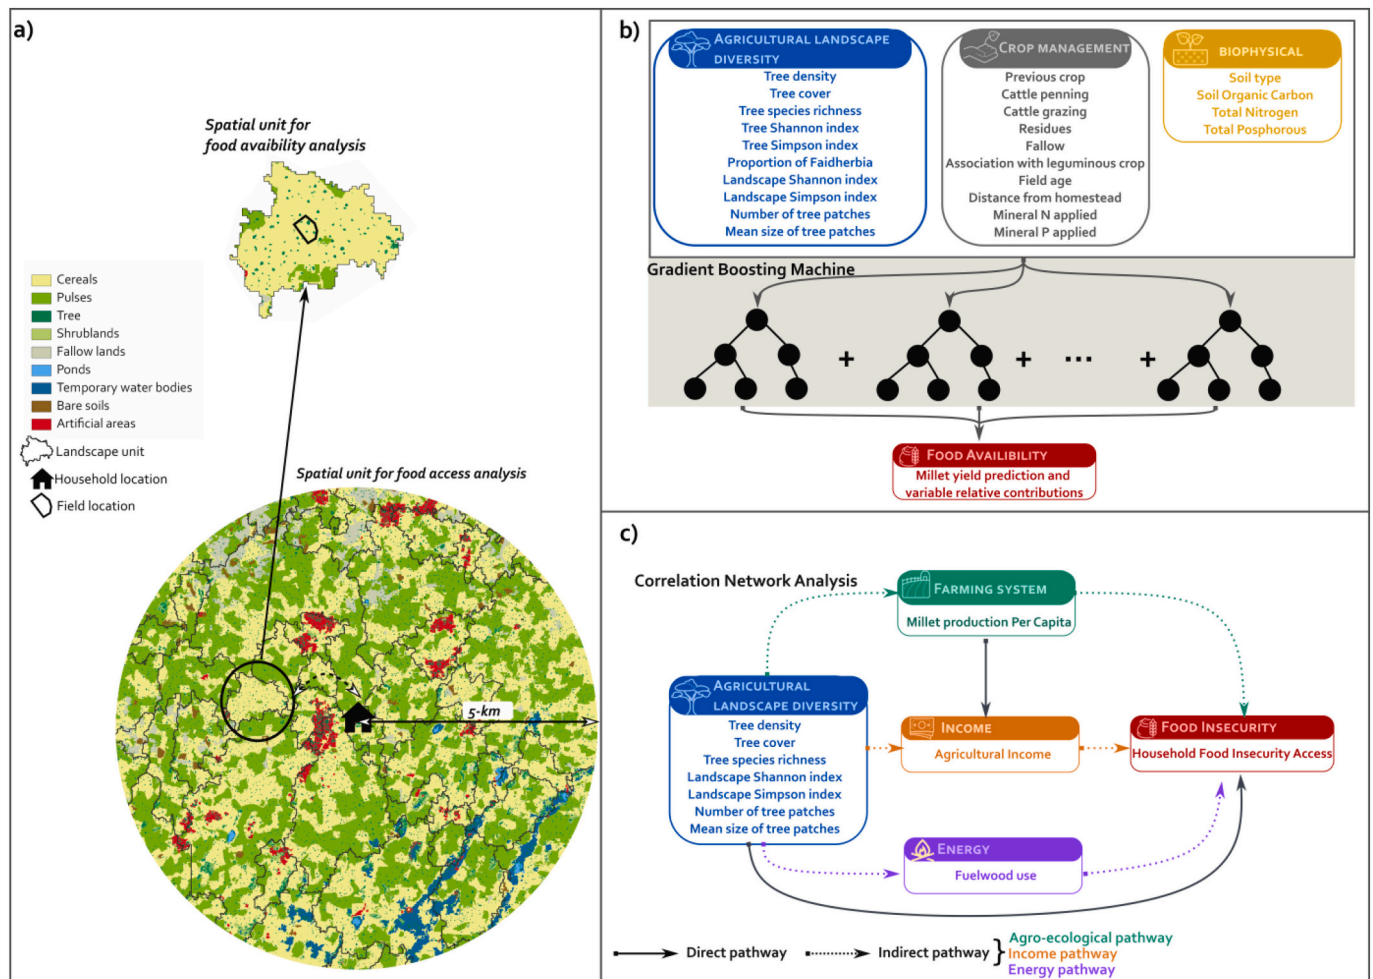 a)
Spatial unit for
food avaibility analysis
Cereals
Pulses
Tree
Shrublands
Fallow lands
Ponds
Temporary water bodies
Bare soils
Artificial areas
Landscape unit
Household location
Field location
Spatial unit for food access analysis
5-km
b)
AGRICULTURAL LANDSCAPE
DIVERSITY
Tree density
Tree cover
Tree species richness
Tree Shannon index
Tree Simpson index
Proportion of Faidherbia
Landscape Shannon index
Landscape Simpson index
Number of tree patches
Mean size of tree patches
CROP MANAGEMENT
Previous crop
Cattle penning
Cattle grazing
Residues
Fallow
Association with leguminous crop
Field age
Distance from homestead
Mineral N applied
Mineral P applied
BIOPHYSICAL
Soil type
Soil Organic Carbon
Total Nitrogen
Total Posphorous
Gradient Boosting Machine
+ + ... +
FOOD AVAILIBILITY
Millet yield prediction and
variable relative contributions
c)
Correlation Network Analysis
FARMING SYSTEM
Millet production Per Capita
AGRICULTURAL
LANDSCAPE DIVERSITY
Tree density
Tree cover
Tree species richness
Landscape Shannon index
Landscape Simpson index
Number of tree patches
Mean size of tree patches
INCOME
Agricultural Income
FOOD INSECURITY
Household Food Insecurity Access
ENERGY
Fuelwood use
Direct pathway
Indirect pathway
Agro-ecological pathway
Income pathway
Energy pathway